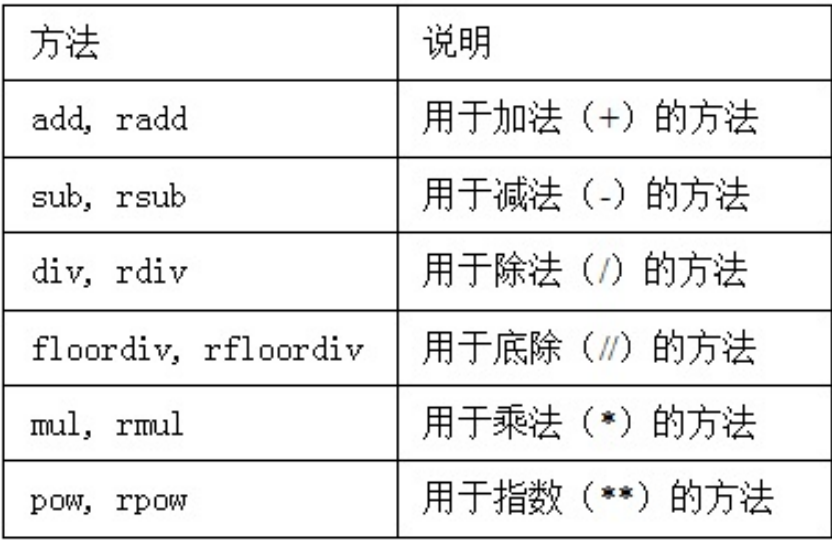 方法 说明
add, radd 用于加法（+）的方法
sub, rsub 用于减法（-）的方法
div, rdiv 用于除法（/）的方法
floordiv, rfloordiv 用于底除（//）的方法
mul, rmul 用于乘法（*）的方法
pow, rpow 用于指数（**）的方法